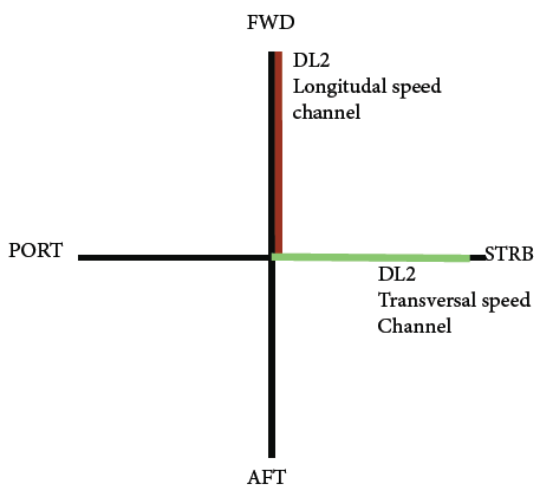 FWD
DL2
Longitudal speed
channel
PORT
STRB
DL2
Transversal speed
Channel
AFT